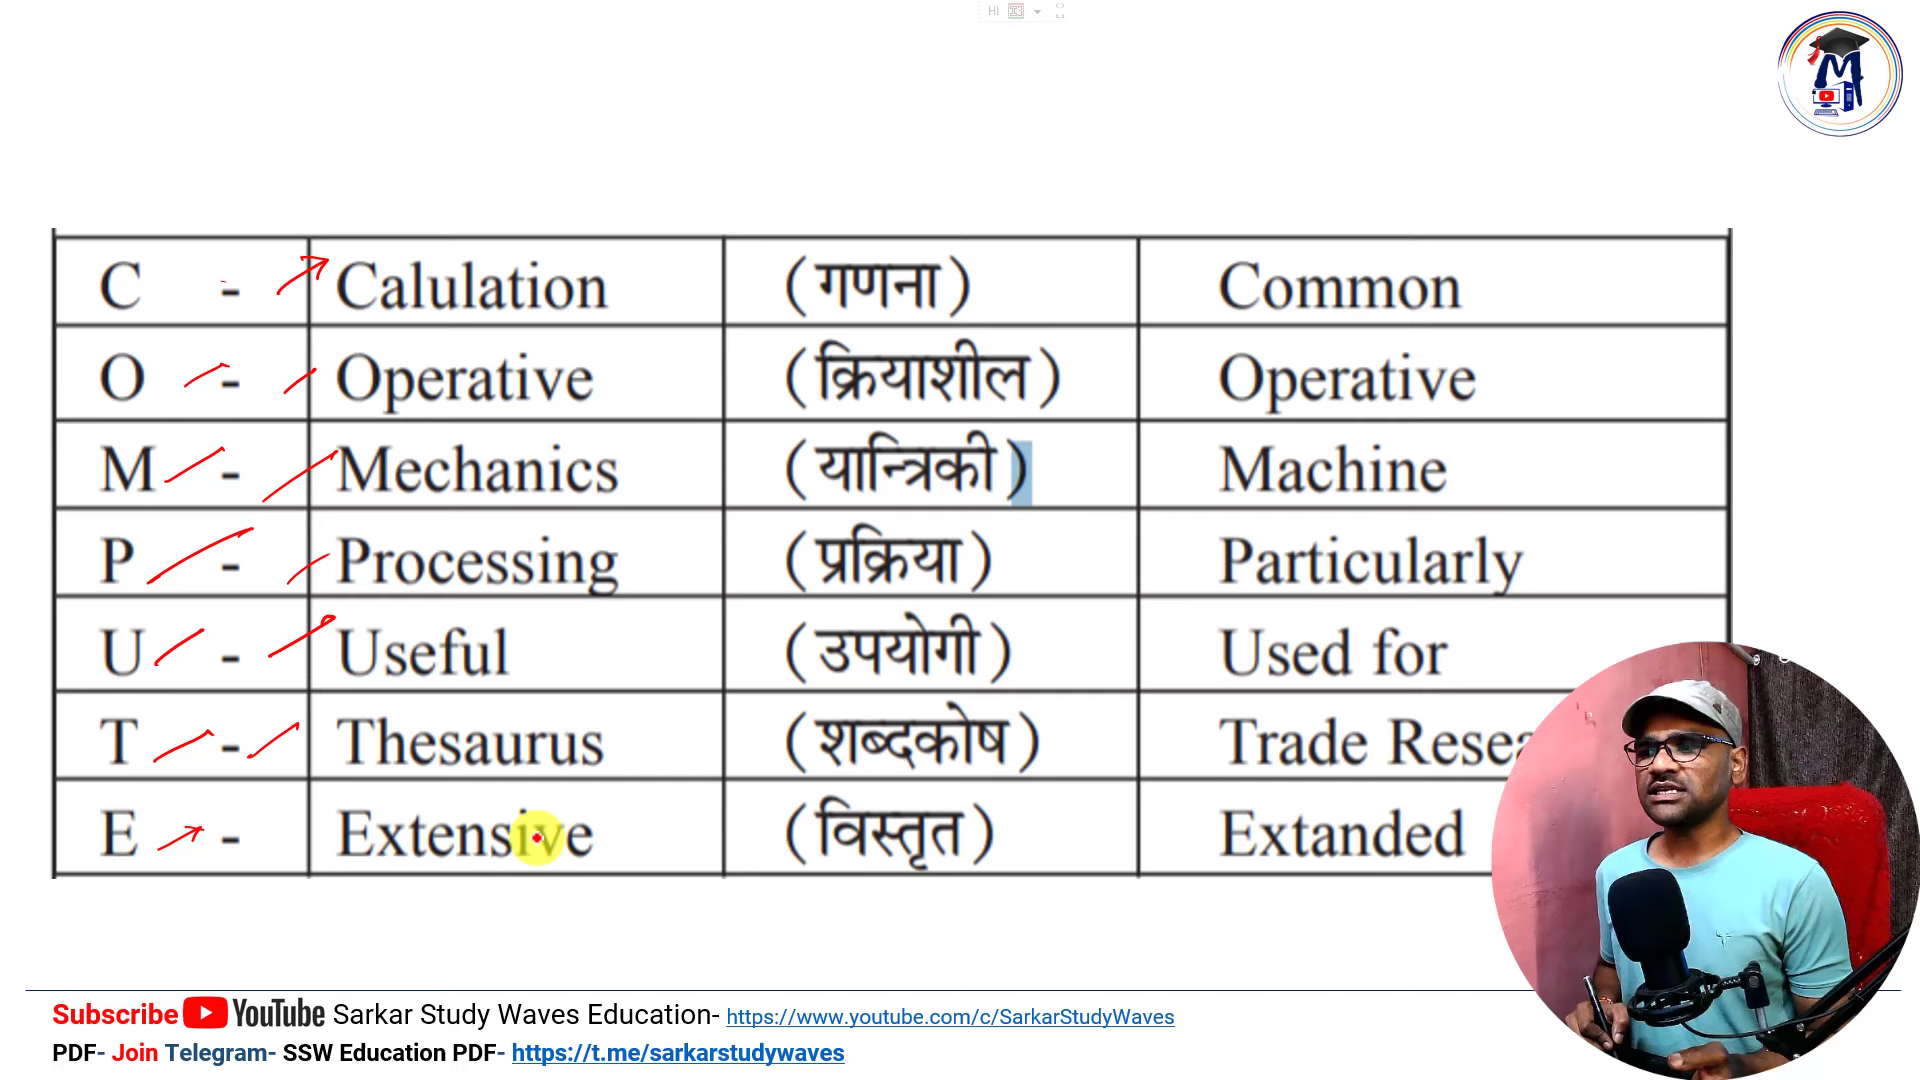 HI
C - Calulation (गणना) Common
O - Operative (क्रियाशील) Operative
M - Mechanics (यान्त्रिकी) Machine
P - Processing (प्रक्रिया) Particularly
U - Useful (उपयोगी) Used for
T - Thesaurus (शब्दकोष) Trade
E - Extensive (विस्तृत) Extanded
Subscribe YouTube Sarkar Study Waves Education- https://www.youtube.com/c/SarkarStudyWaves
PDF- Join Telegram- SSW Education PDF- https://t.me/sarkarstudywaves